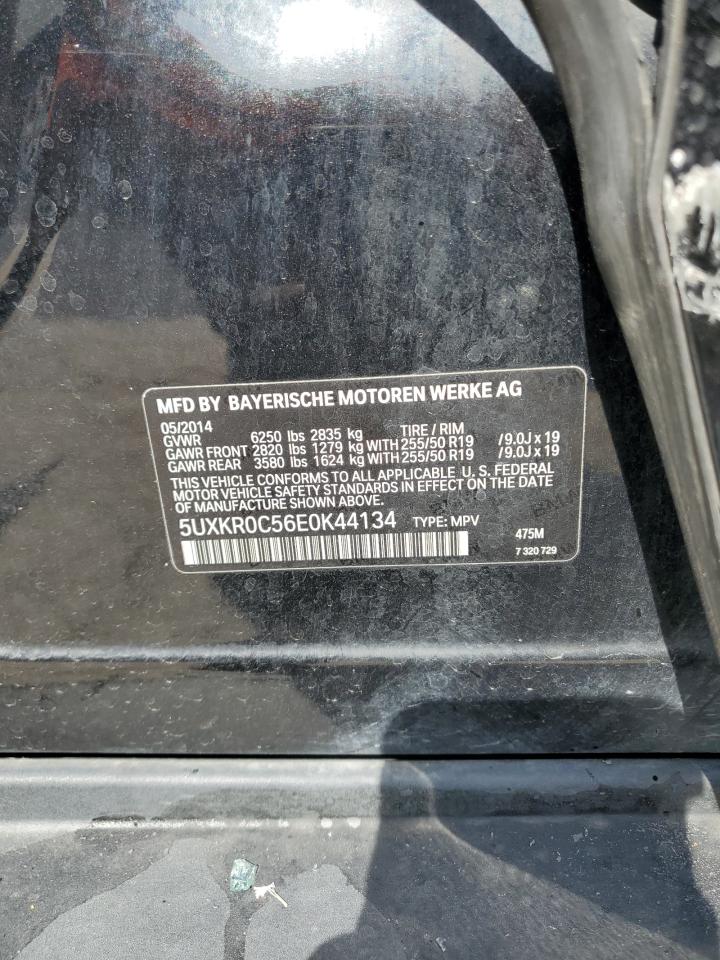 MFD BY BAYERISCHE MOTOREN WERKE AG
05/2014 TIRE / RIM
GVWR 6250 lbs 2835 kg
GAWR FRONT 2820 lbs 1279 kg WITH 255/50 R19 /9.0J x 19
GAWR REAR 3580 lbs 1624 kg WITH 255/50 R19 /9.0J x 19
THIS VEHICLE CONFORMS TO ALL APPLICABLE U. S. FEDERAL
MOTOR VEHICLE SAFETY STANDARDS IN EFFECT ON THE DATE OF
MANUFACTURE SHOWN ABOVE.
5UXKR0C56E0K44134 TYPE: MPV 475M
7 320 729